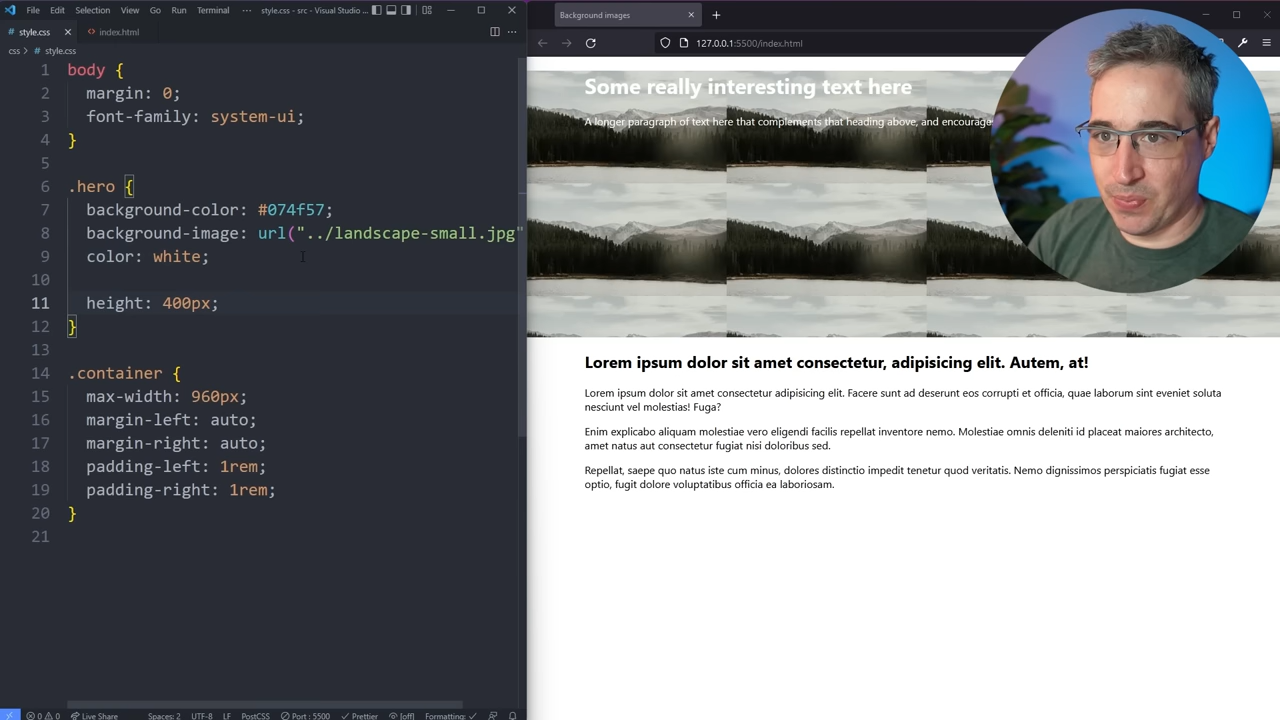 File Edit Selection View Go Run Terminal ··· style.css - src - Visual Studio ...
style.css index.html
css > style.css
1 body {
2 margin: 0;
3 font-family: system-ui;
4 }
5
6 .hero {
7 background-color: #074f57;
8 background-image: url("../landscape-small.jpg"
9 color: white;
10
11 height: 400px;
12 }
13
14 .container {
15 max-width: 960px;
16 margin-left: auto;
17 margin-right: auto;
18 padding-left: 1rem;
19 padding-right: 1rem;
20 }
21
0 0 Live Share Spaces: 2 UTF-8 LF PostCSS Port : 5500 Prettier [off] Formatting:
Background images
127.0.0.1:5500/index.html
Some really interesting text here
A longer paragraph of text here that complements that heading above, and encourage
Lorem ipsum dolor sit amet consectetur, adipisicing elit. Autem, at!
Lorem ipsum dolor sit amet consectetur adipisicing elit. Facere sunt ad deserunt eos corrupti et officia, quae laborum sint eveniet soluta
nesciunt vel molestias! Fuga?
Enim explicabo aliquam molestiae vero eligendi facilis repellat inventore nemo. Molestiae omnis deleniti id placeat maiores architecto,
amet natus aut consectetur fugiat nisi doloribus sed.
Repellat, saepe quo natus iste cum minus, dolores distinctio impedit tenetur quod veritatis. Nemo dignissimos perspiciatis fugiat esse
optio, fugit dolore voluptatibus officia ea laboriosam.